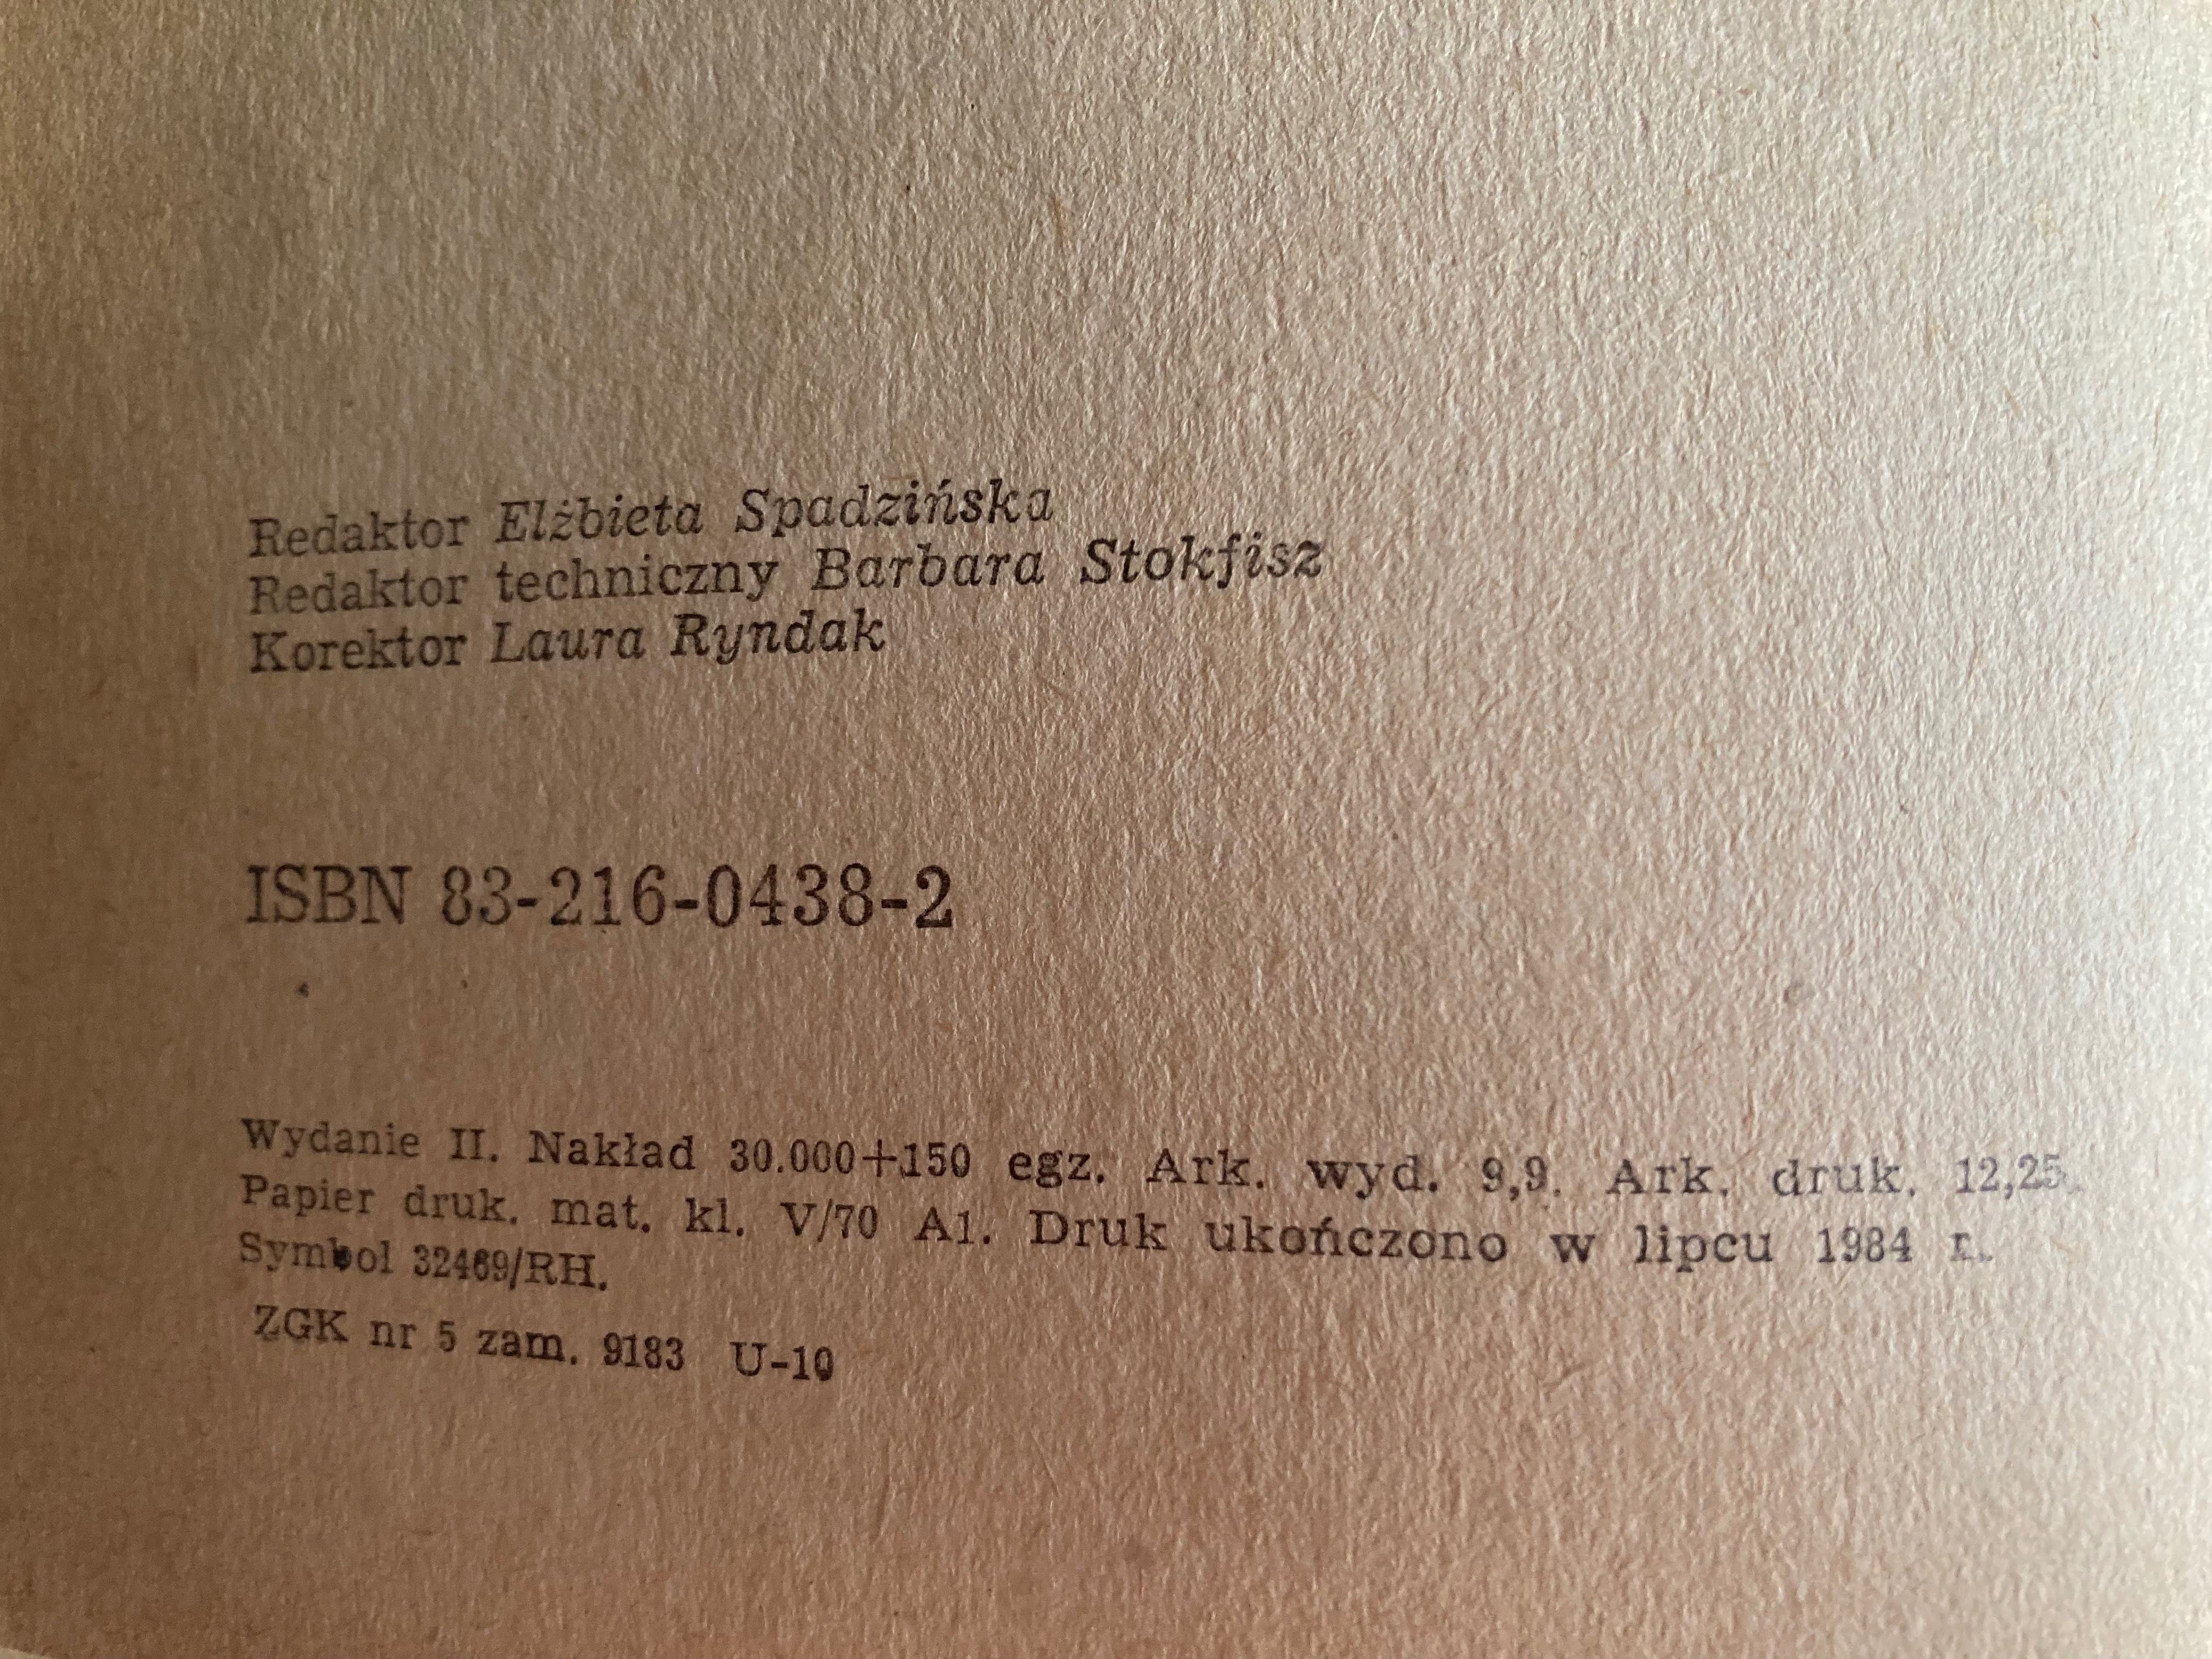 Redaktor Elżbieta Spadzińska
Redaktor techniczny Barbara Stokfisz
Korektor Laura Ryndak
ISBN 83-216-0438-2
Wydanie II. Nakład 30.000+150 egz. Ark. wyd. 9,9. Ark. druk. 12,25.
Papier druk. mat. kl. V/70 A1. Druk ukończono w lipcu 1984 r.
Symbol 32469/RH.
ZGK nr 5 zam. 9183 U-10